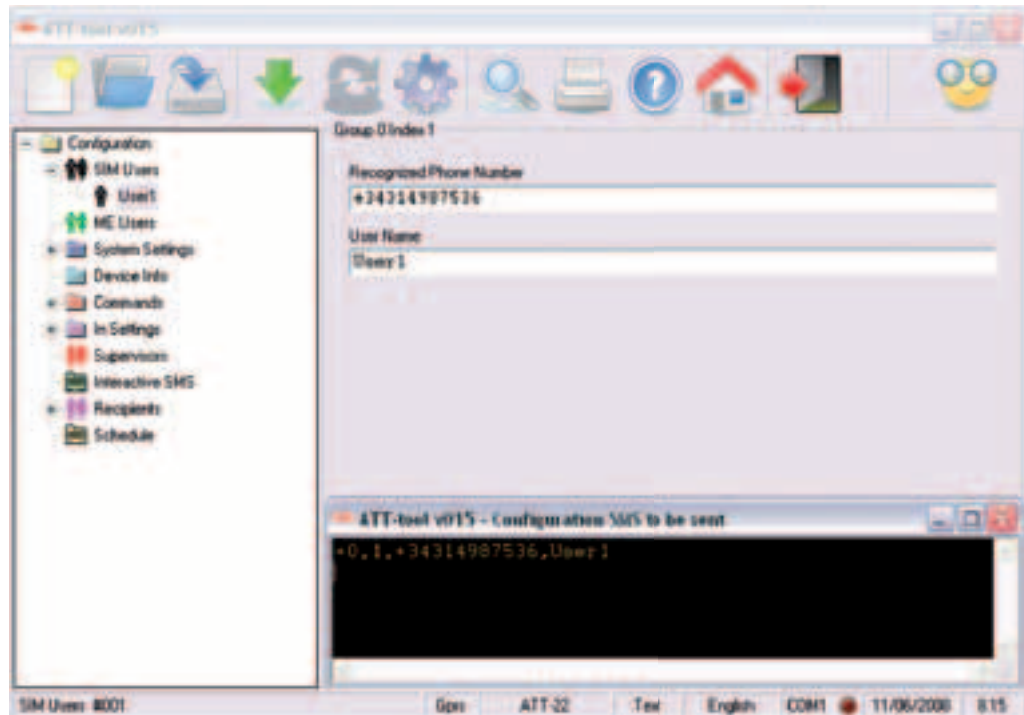 ATT-tool v015
Configuration
SIM Users
User1
ME Users
System Settings
Device Info
Commands
In Settings
Supervisors
Interactive SMS
Recipients
Schedule
Group 0 Index 1
Recognized Phone Number
+34314987536
User Name
User1
ATT-tool v015 - Configuration SMS to be sent
+0,1,+34314987536,User1
SIM Users #001
Gprs
ATT-22
Text
English
COM1
11/06/2008
8:15